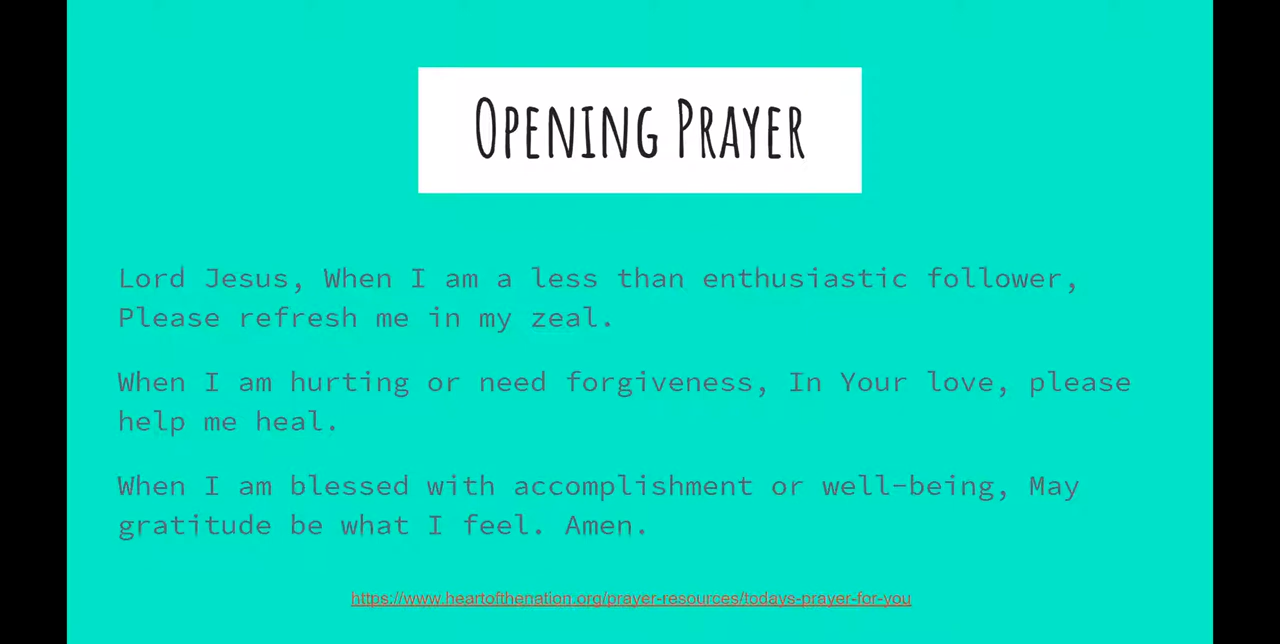 Opening Prayer
Lord Jesus, When I am a less than enthusiastic follower,
Please refresh me in my zeal.
When I am hurting or need forgiveness, In Your love, please
help me heal.
When I am blessed with accomplishment or well-being, May
gratitude be what I feel. Amen.
https://www.heartofthenation.org/prayer-resources/todays-prayer-for-you